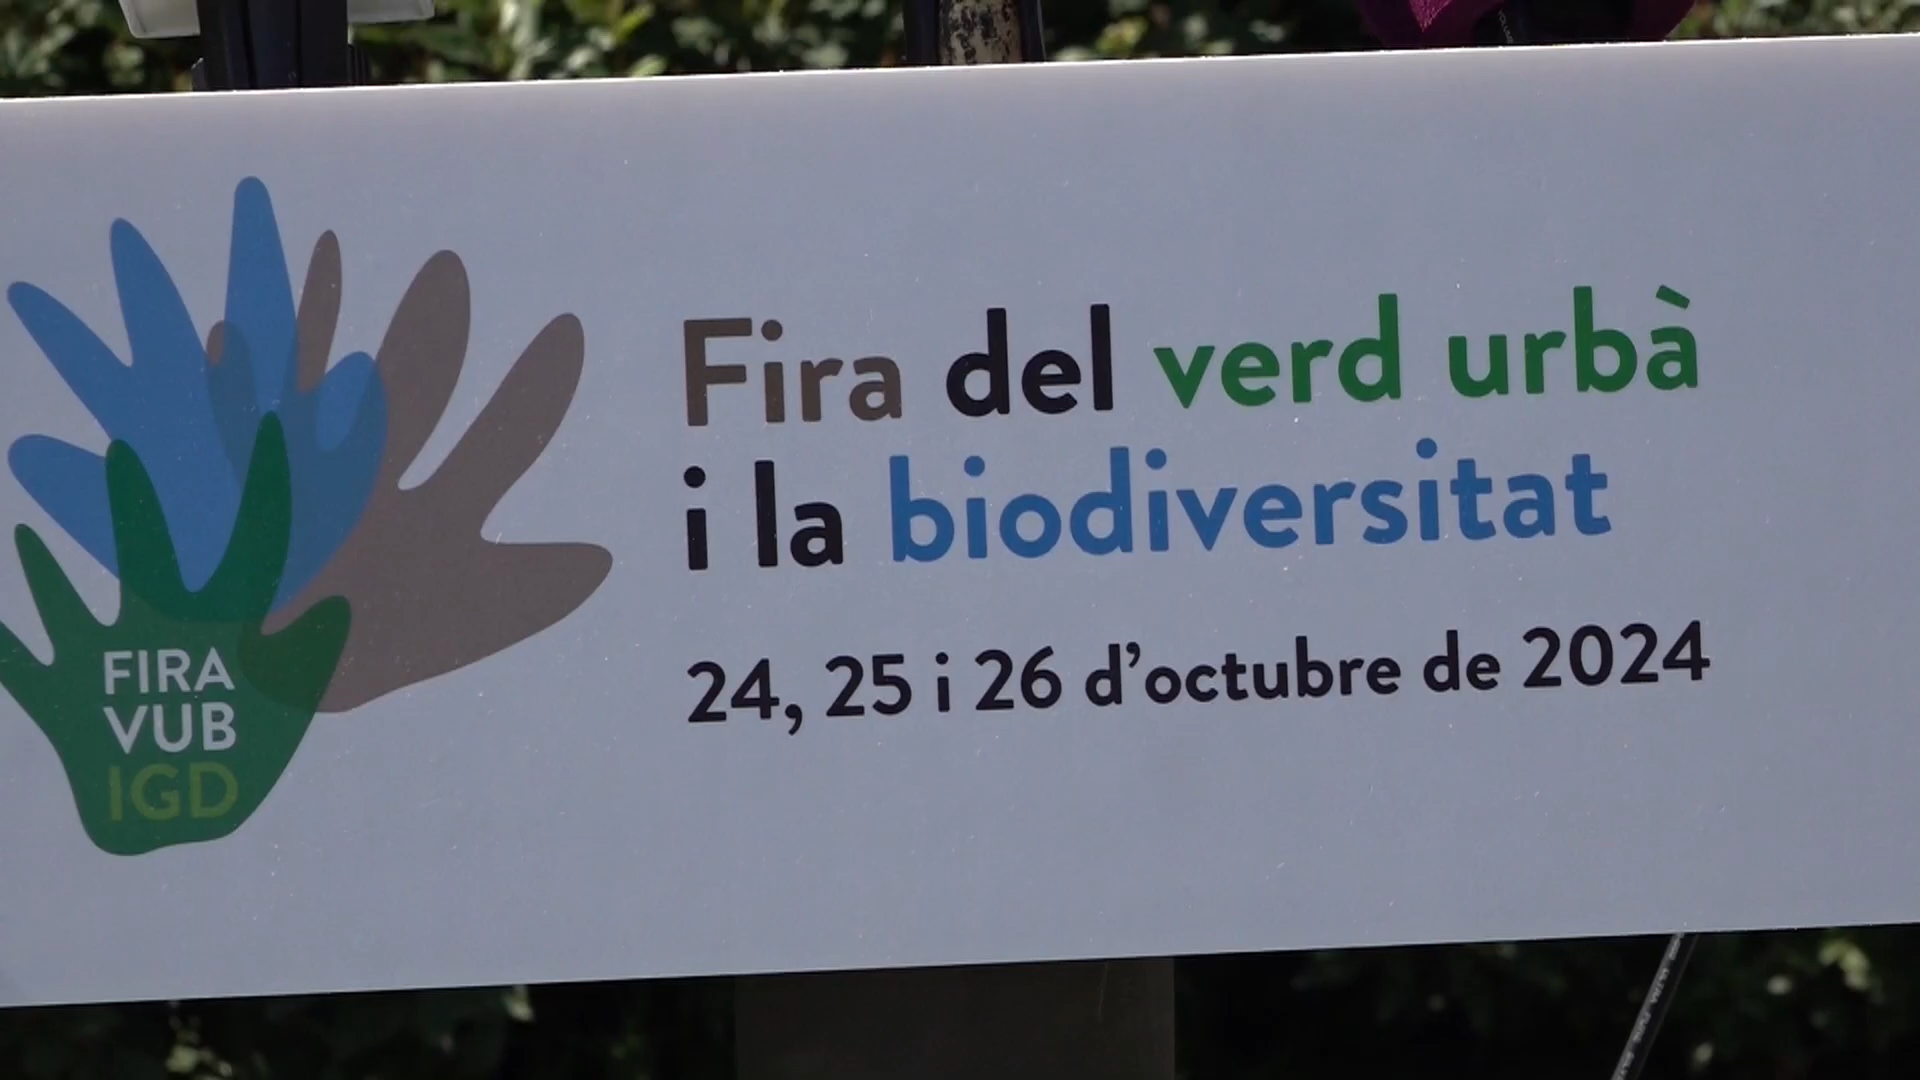 Fira del verd urbà
i la biodiversitat
24, 25 i 26 d'octubre de 2024
FIRA
VUB
IGD